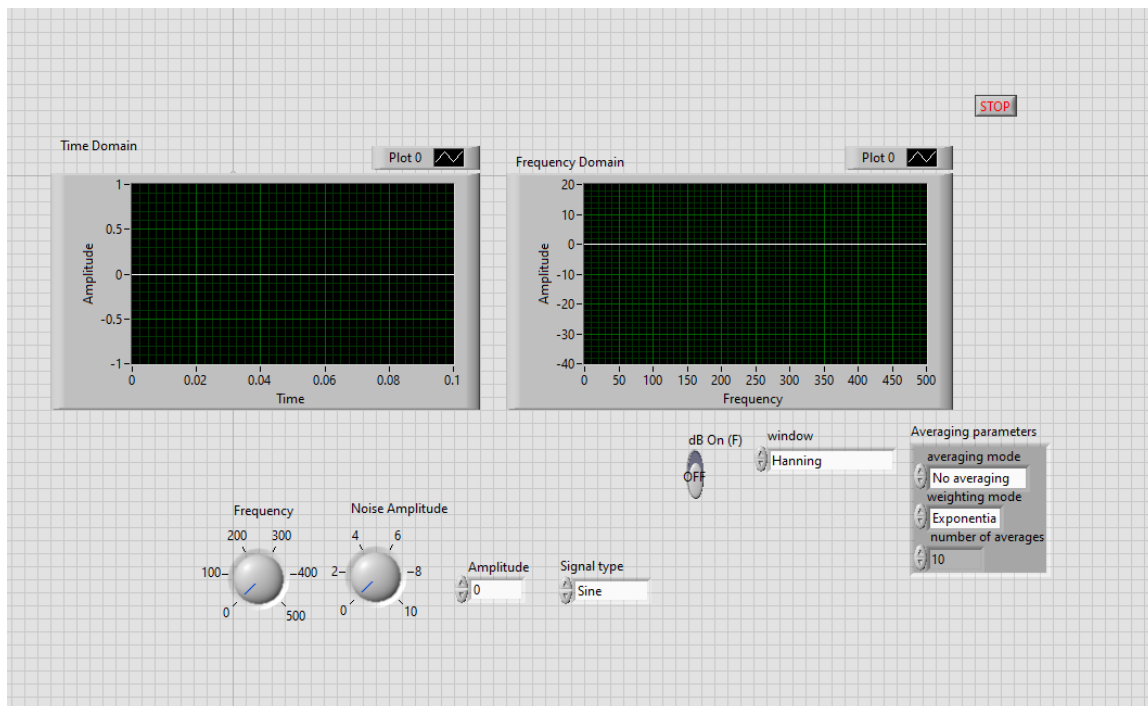 STOP
Time Domain
Plot 0
Amplitude
1
0.5
0
-0.5
-1
0 0.02 0.04 0.06 0.08 0.1
Time
Frequency Domain
Plot 0
Amplitude
20
10
0
-10
-20
-30
-40
0 50 100 150 200 250 300 350 400 450 500
Frequency
dB On (F)
OFF
window
Hanning
Averaging parameters
averaging mode
No averaging
weighting mode
Exponentia
number of averages
10
Frequency
0 100 200 300 400 500
Noise Amplitude
0 2 4 6 8 10
Amplitude
0
Signal type
Sine